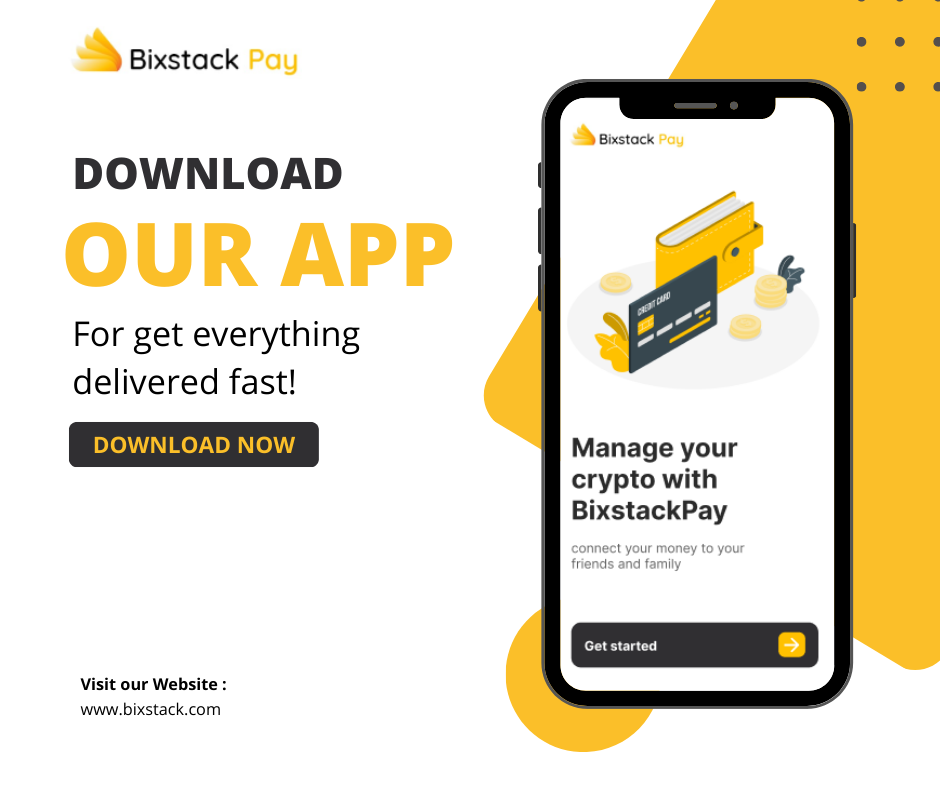 Bixstack Pay
DOWNLOAD
OUR APP
For get everything
delivered fast!
DOWNLOAD NOW
Visit our Website :
www.bixstack.com
Bixstack Pay
CREDIT CARD
Manage your
crypto with
BixstackPay
connect your money to your
friends and family
Get started